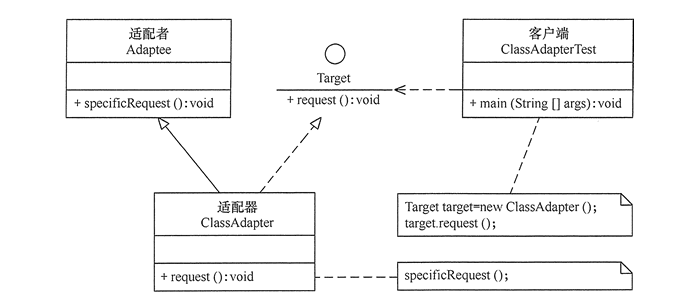 适配者
Adaptee
+ specificRequest ( ): void
Target
+ request ( ): void
客户端
ClassAdapterTest
+ main (String [] args): void
适配器
ClassAdapter
+ request ( ): void
Target target=new ClassAdapter ( );
target.request ( );
specificRequest ( );